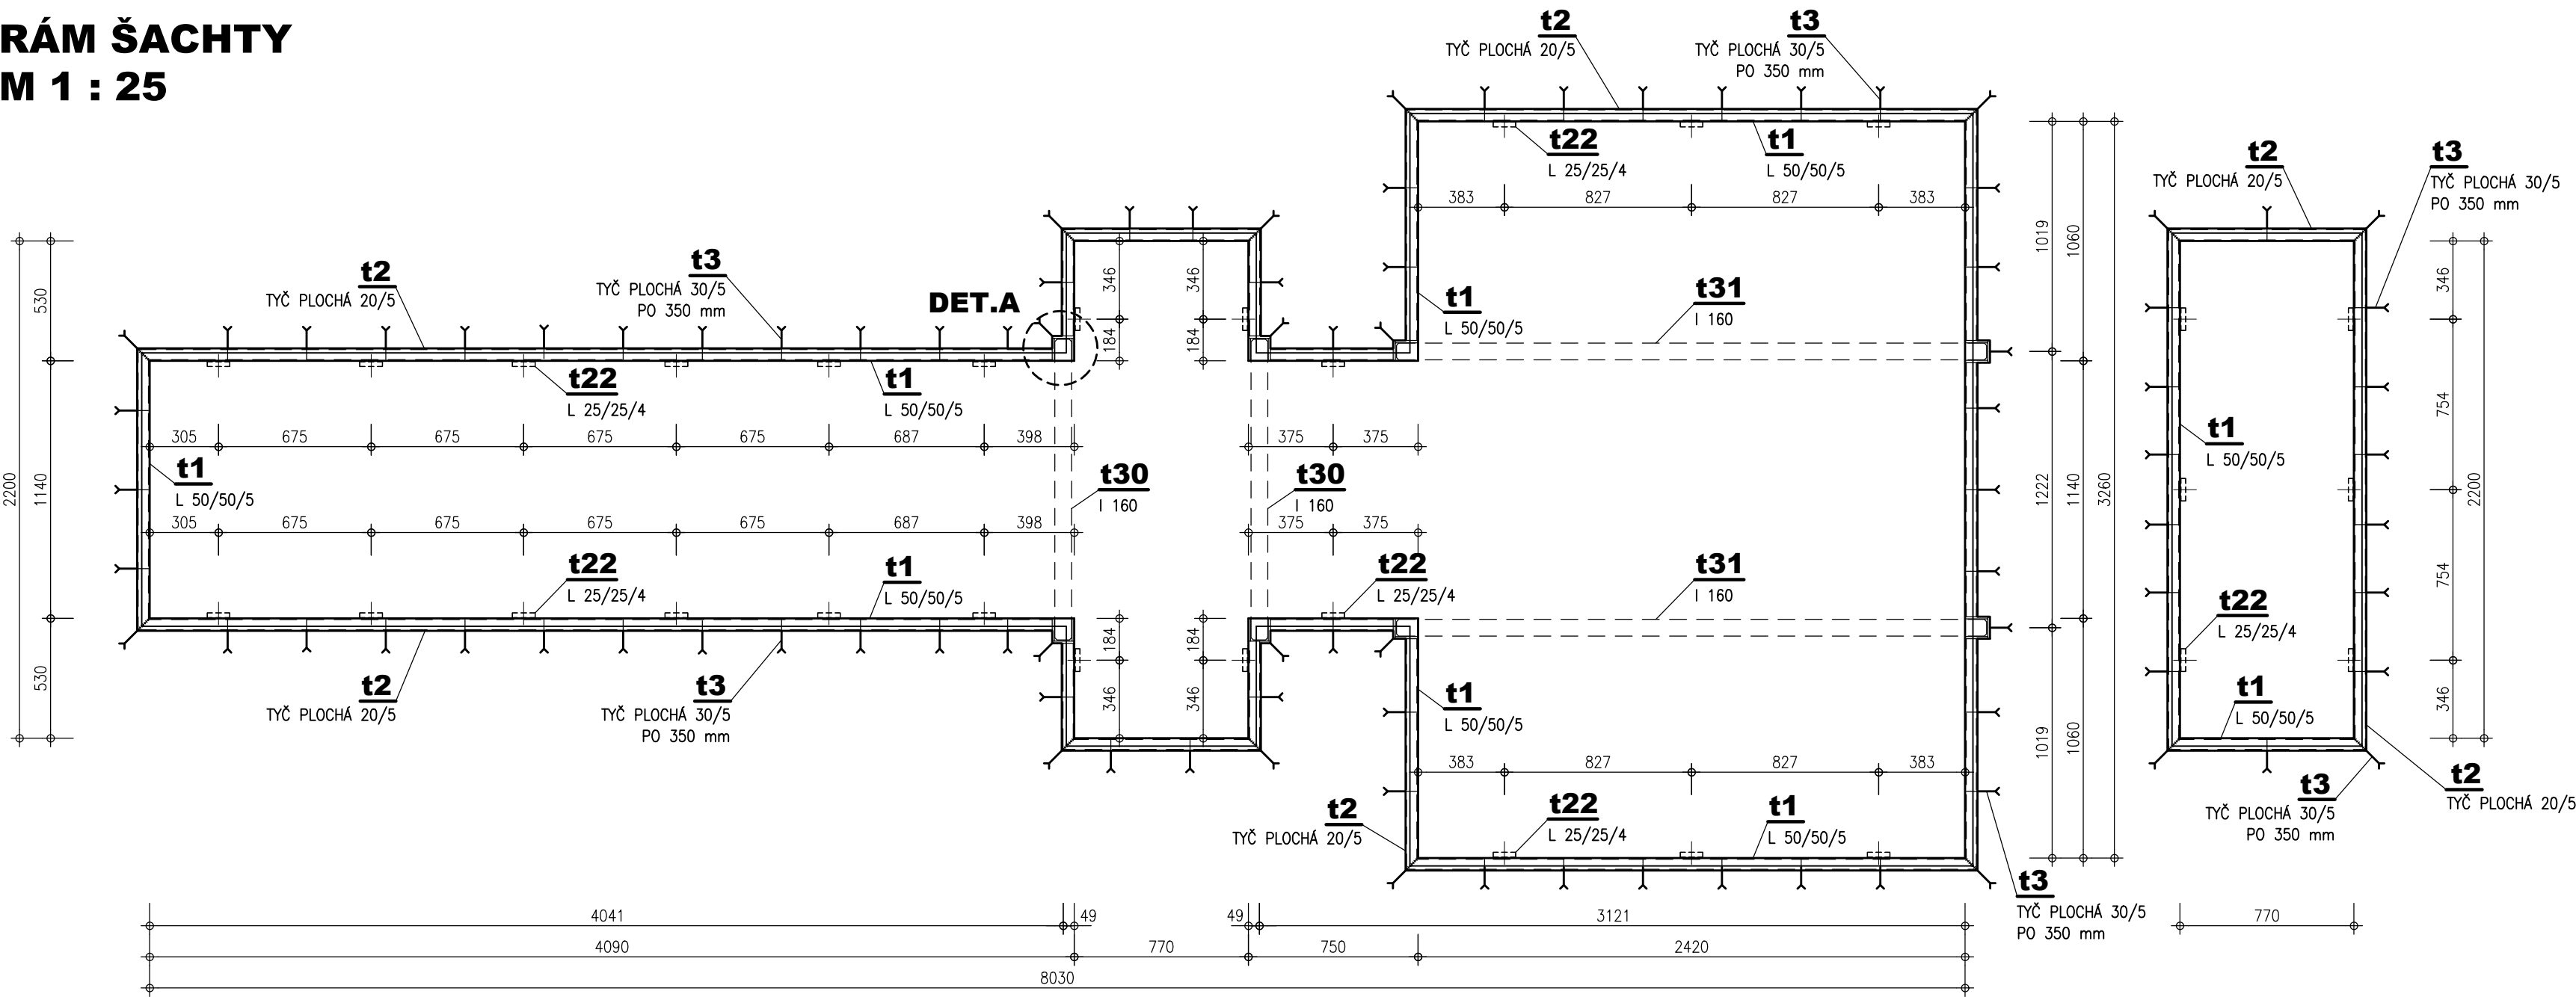 RÁM ŠACHTY
M 1 : 25
t2
TYČ PLOCHÁ 20/5
t3
TYČ PLOCHÁ 30/5
PO 350 mm
t22
L 25/25/4
t1
L 50/50/5
383
827
827
383
1019
1060
t2
TYČ PLOCHÁ 20/5
t3
TYČ PLOCHÁ 30/5
PO 350 mm
530
t2
TYČ PLOCHÁ 20/5
t3
TYČ PLOCHÁ 30/5
PO 350 mm
DET.A
346
346
184
184
t1
L 50/50/5
t31
I 160
346
t22
L 25/25/4
t1
L 50/50/5
305
675
675
675
675
687
398
375
375
2200
1140
t1
L 50/50/5
t30
I 160
t30
I 160
1222
1140
3260
754
t1
L 50/50/5
2200
305
675
675
675
675
687
398
375
375
t22
L 25/25/4
t1
L 50/50/5
t22
L 25/25/4
t31
I 160
754
t22
L 25/25/4
530
184
184
346
346
t2
TYČ PLOCHÁ 20/5
t3
TYČ PLOCHÁ 30/5
PO 350 mm
t1
L 50/50/5
1019
1060
t1
L 50/50/5
346
383
827
827
383
t2
TYČ PLOCHÁ 20/5
t22
L 25/25/4
t1
L 50/50/5
t3
TYČ PLOCHÁ 30/5
PO 350 mm
t2
TYČ PLOCHÁ 20/5
t3
TYČ PLOCHÁ 30/5
PO 350 mm
4041
49
49
3121
770
4090
770
750
2420
8030